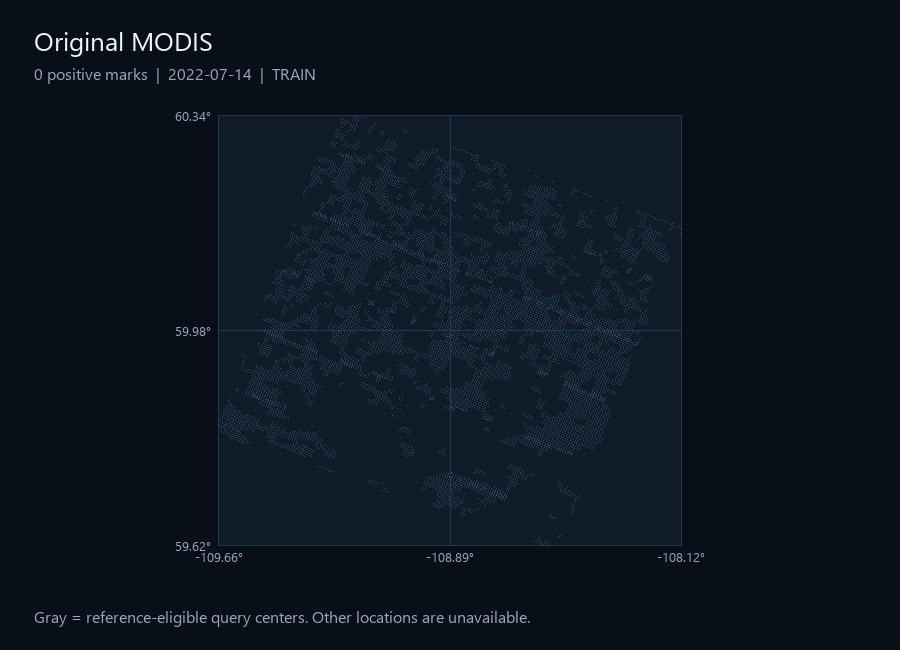 Original MODIS
0 positive marks | 2022-07-14 | TRAIN
60.34°
59.98°
59.62°
-109.66° -108.89° -108.12°
Gray = reference-eligible query centers. Other locations are unavailable.